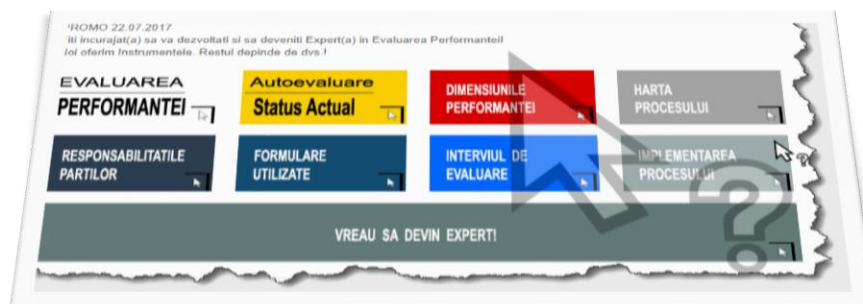 'ROMO 22.07.2017
iti incurajat(a) sa va dezvoltati si sa deveniti Expert(a) in Evaluarea Performantei!
Noi oferim Instrumentele. Restul depinde de dvs.!
EVALUAREA
PERFORMANTEI
Autoevaluare
Status Actual
DIMENSIUNILE
PERFORMANTEI
HARTA
PROCESULUI
RESPONSABILITATILE
PARTILOR
FORMULARE
UTILIZATE
INTERVIUL DE
EVALUARE
IMPLEMENTAREA
PROCESULUI
VREAU SA DEVIN EXPERT!
?
?